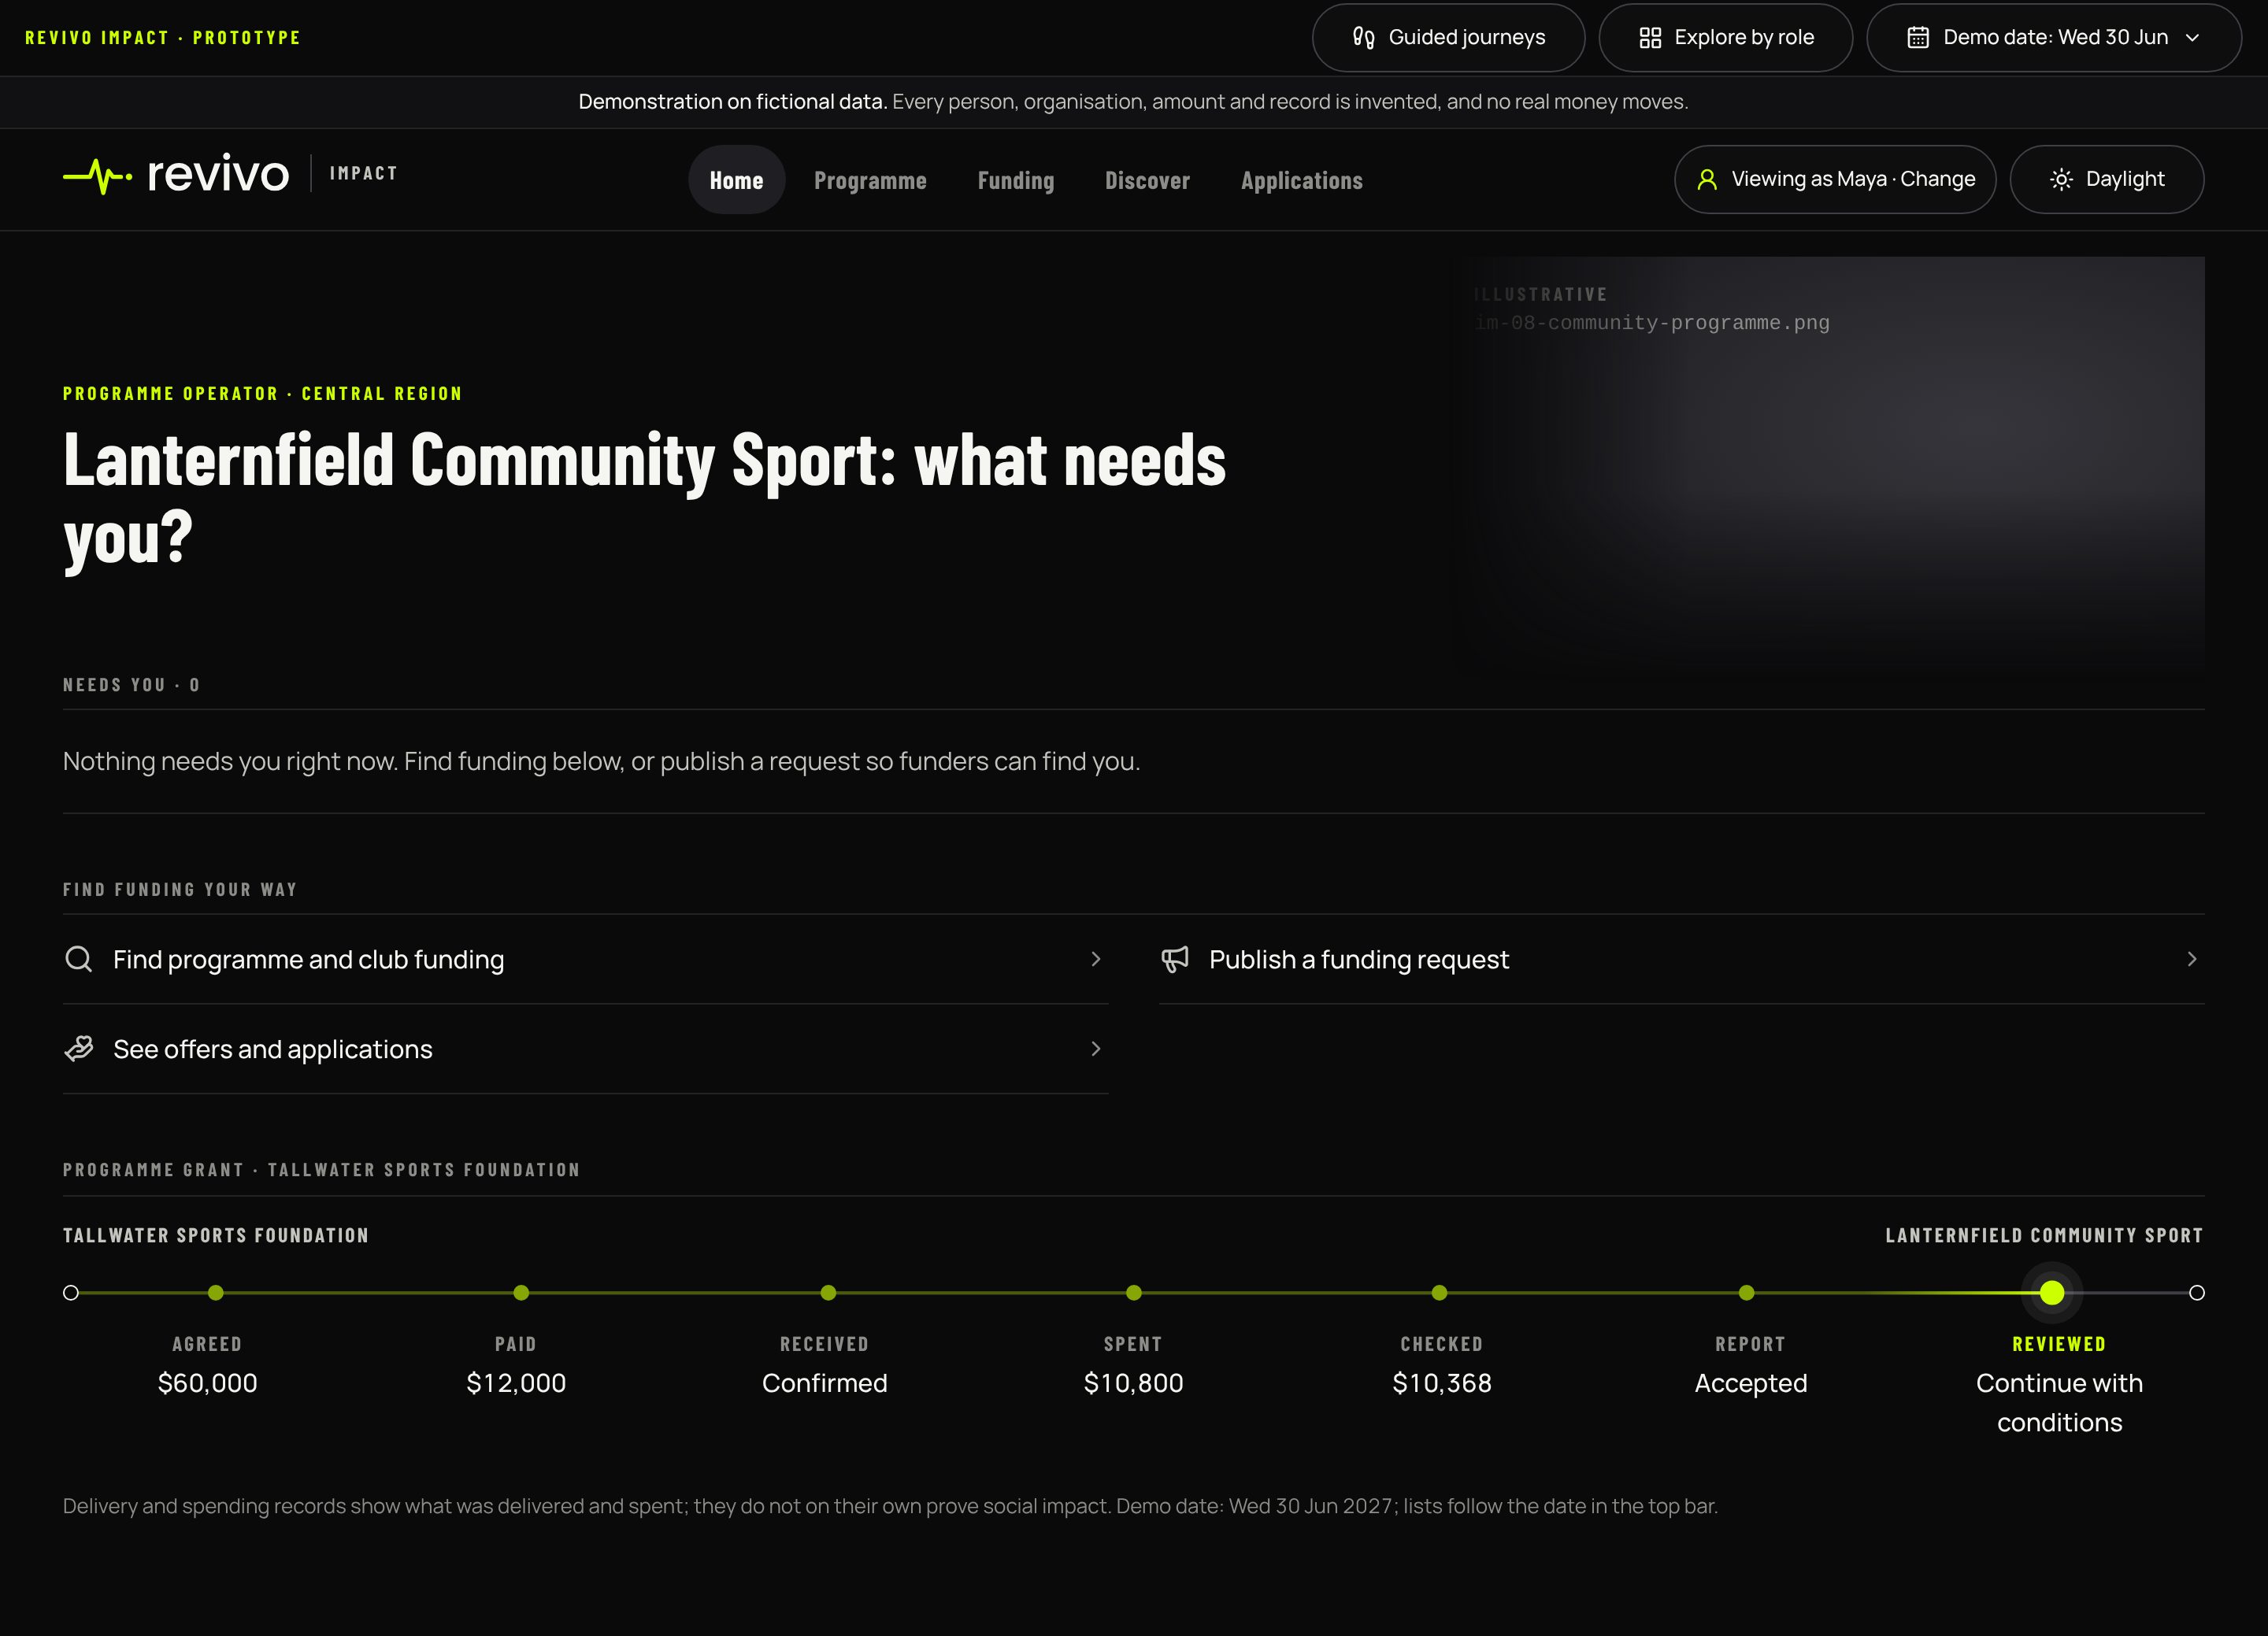 REVIVO IMPACT · PROTOTYPE
Guided journeys
Explore by role
Demo date: Wed 30 Jun
Demonstration on fictional data. Every person, organisation, amount and record is invented, and no real money moves.
revivo IMPACT
Home
Programme
Funding
Discover
Applications
Viewing as Maya · Change
Daylight
ILLUSTRATIVE
im-08-community-programme.png
PROGRAMME OPERATOR · CENTRAL REGION
Lanternfield Community Sport: what needs
you?
NEEDS YOU · 0
Nothing needs you right now. Find funding below, or publish a request so funders can find you.
FIND FUNDING YOUR WAY
Find programme and club funding
Publish a funding request
See offers and applications
PROGRAMME GRANT · TALLWATER SPORTS FOUNDATION
TALLWATER SPORTS FOUNDATION
LANTERNFIELD COMMUNITY SPORT
AGREED
$60,000
PAID
$12,000
RECEIVED
Confirmed
SPENT
$10,800
CHECKED
$10,368
REPORT
Accepted
REVIEWED
Continue with
conditions
Delivery and spending records show what was delivered and spent; they do not on their own prove social impact. Demo date: Wed 30 Jun 2027; lists follow the date in the top bar.